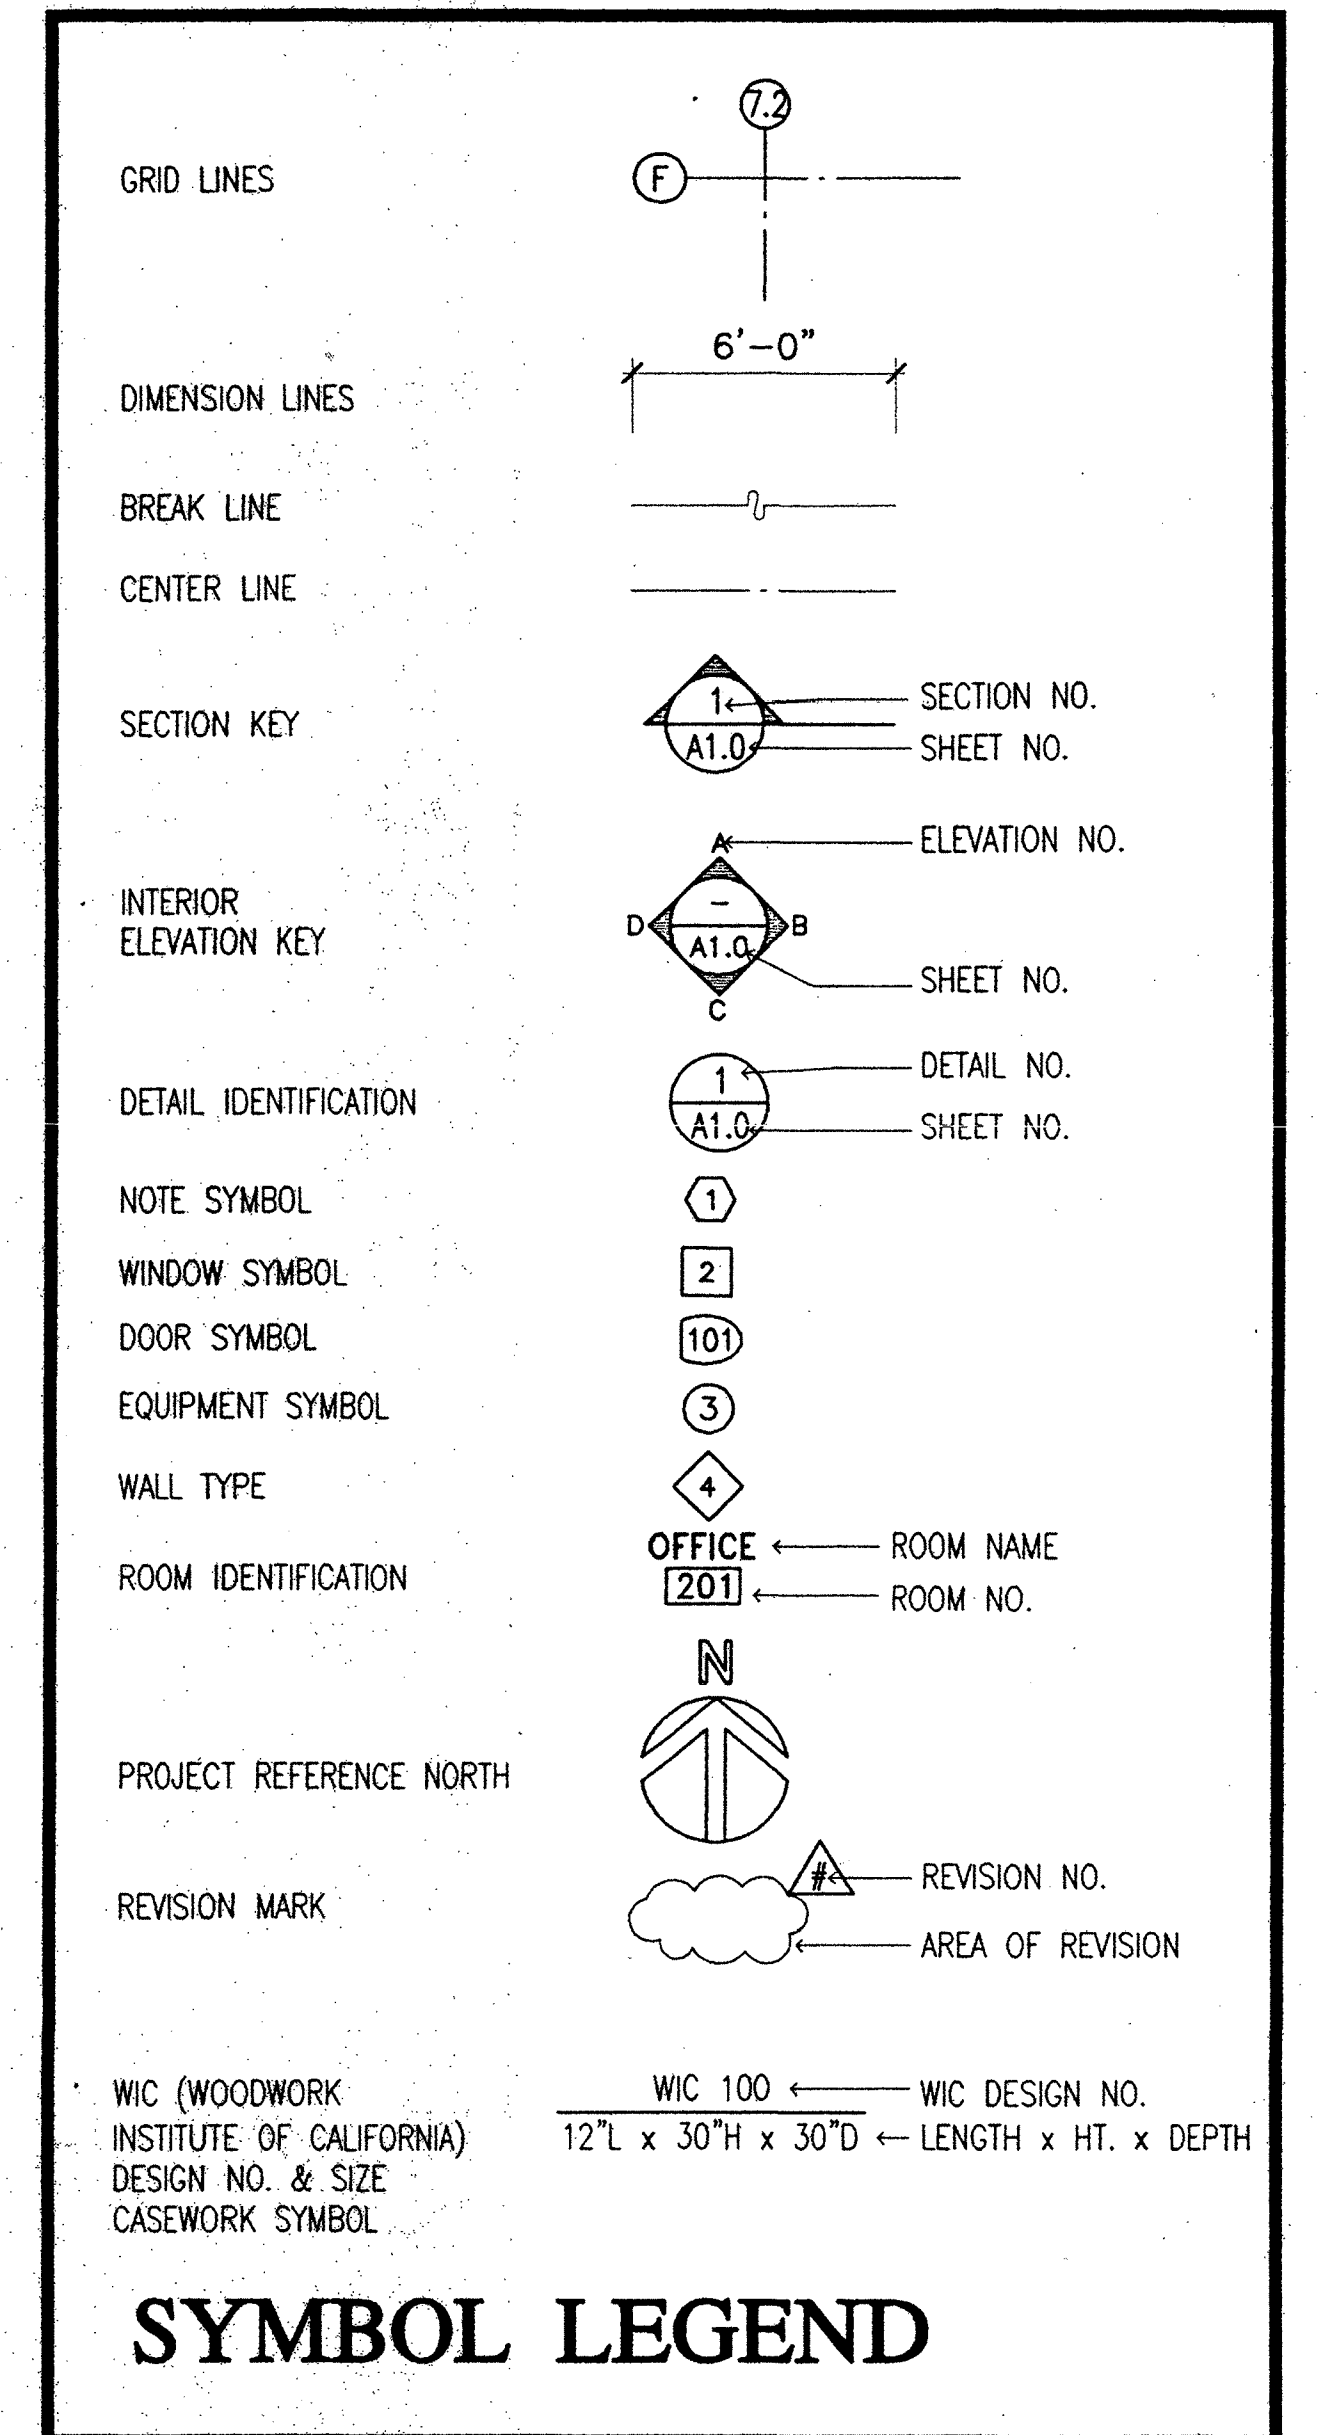 7.2
GRID LINES
F
6'-0"
DIMENSION LINES
BREAK LINE
CENTER LINE
SECTION KEY
1
SECTION NO.
A1.0
SHEET NO.
A
ELEVATION NO.
INTERIOR
ELEVATION KEY
D
-
B
A1.0
SHEET NO.
C
DETAIL IDENTIFICATION
1
DETAIL NO.
A1.0
SHEET NO.
NOTE SYMBOL
1
WINDOW SYMBOL
2
DOOR SYMBOL
101
EQUIPMENT SYMBOL
3
WALL TYPE
4
ROOM IDENTIFICATION
OFFICE
ROOM NAME
201
ROOM NO.
N
PROJECT REFERENCE NORTH
REVISION MARK
#
REVISION NO.
AREA OF REVISION
WIC (WOODWORK
INSTITUTE OF CALIFORNIA)
DESIGN NO. & SIZE
CASEWORK SYMBOL
WIC 100
WIC DESIGN NO.
12"L x 30"H x 30"D
LENGTH x HT. x DEPTH
SYMBOL LEGEND